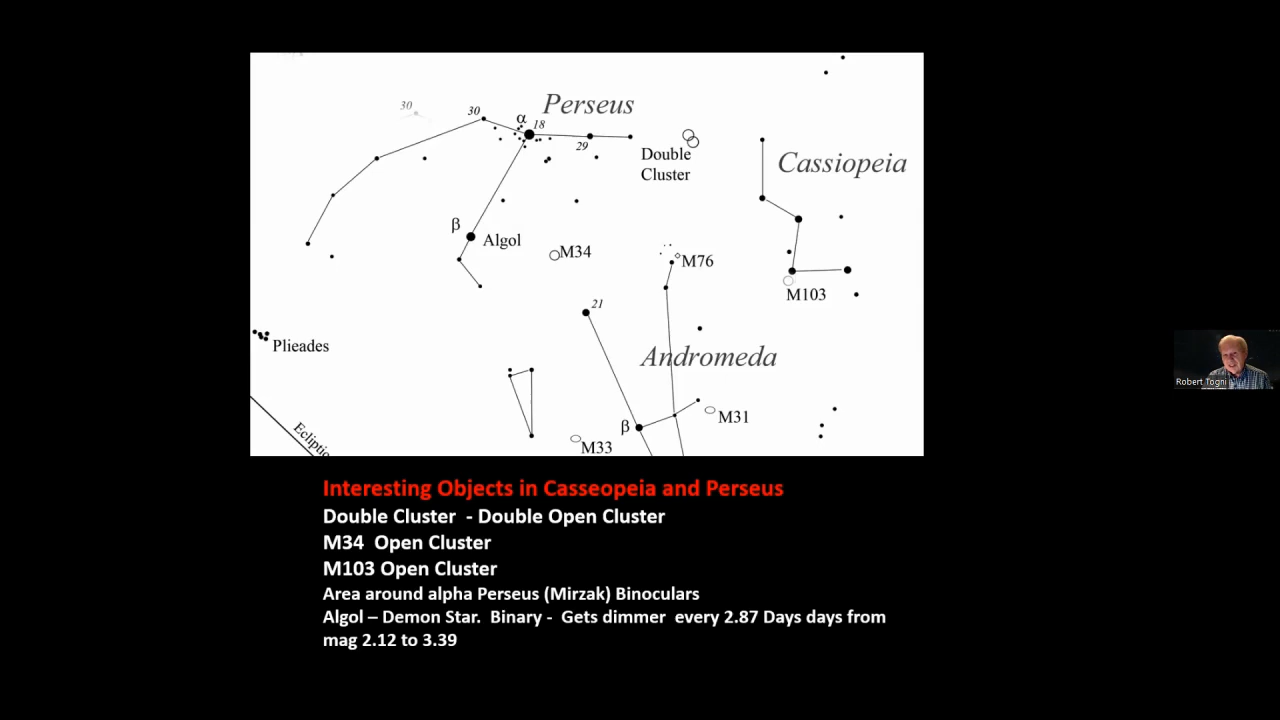 30
30
α
18
Perseus
29
Double
Cluster
Cassiopeia
β
Algol
M34
M76
M103
21
Plieades
Andromeda
M31
β
M33
Ecliptic
Robert Togni
Interesting Objects in Casseopeia and Perseus
Double Cluster - Double Open Cluster
M34 Open Cluster
M103 Open Cluster
Area around alpha Perseus (Mirzak) Binoculars
Algol – Demon Star. Binary - Gets dimmer every 2.87 Days days from
mag 2.12 to 3.39